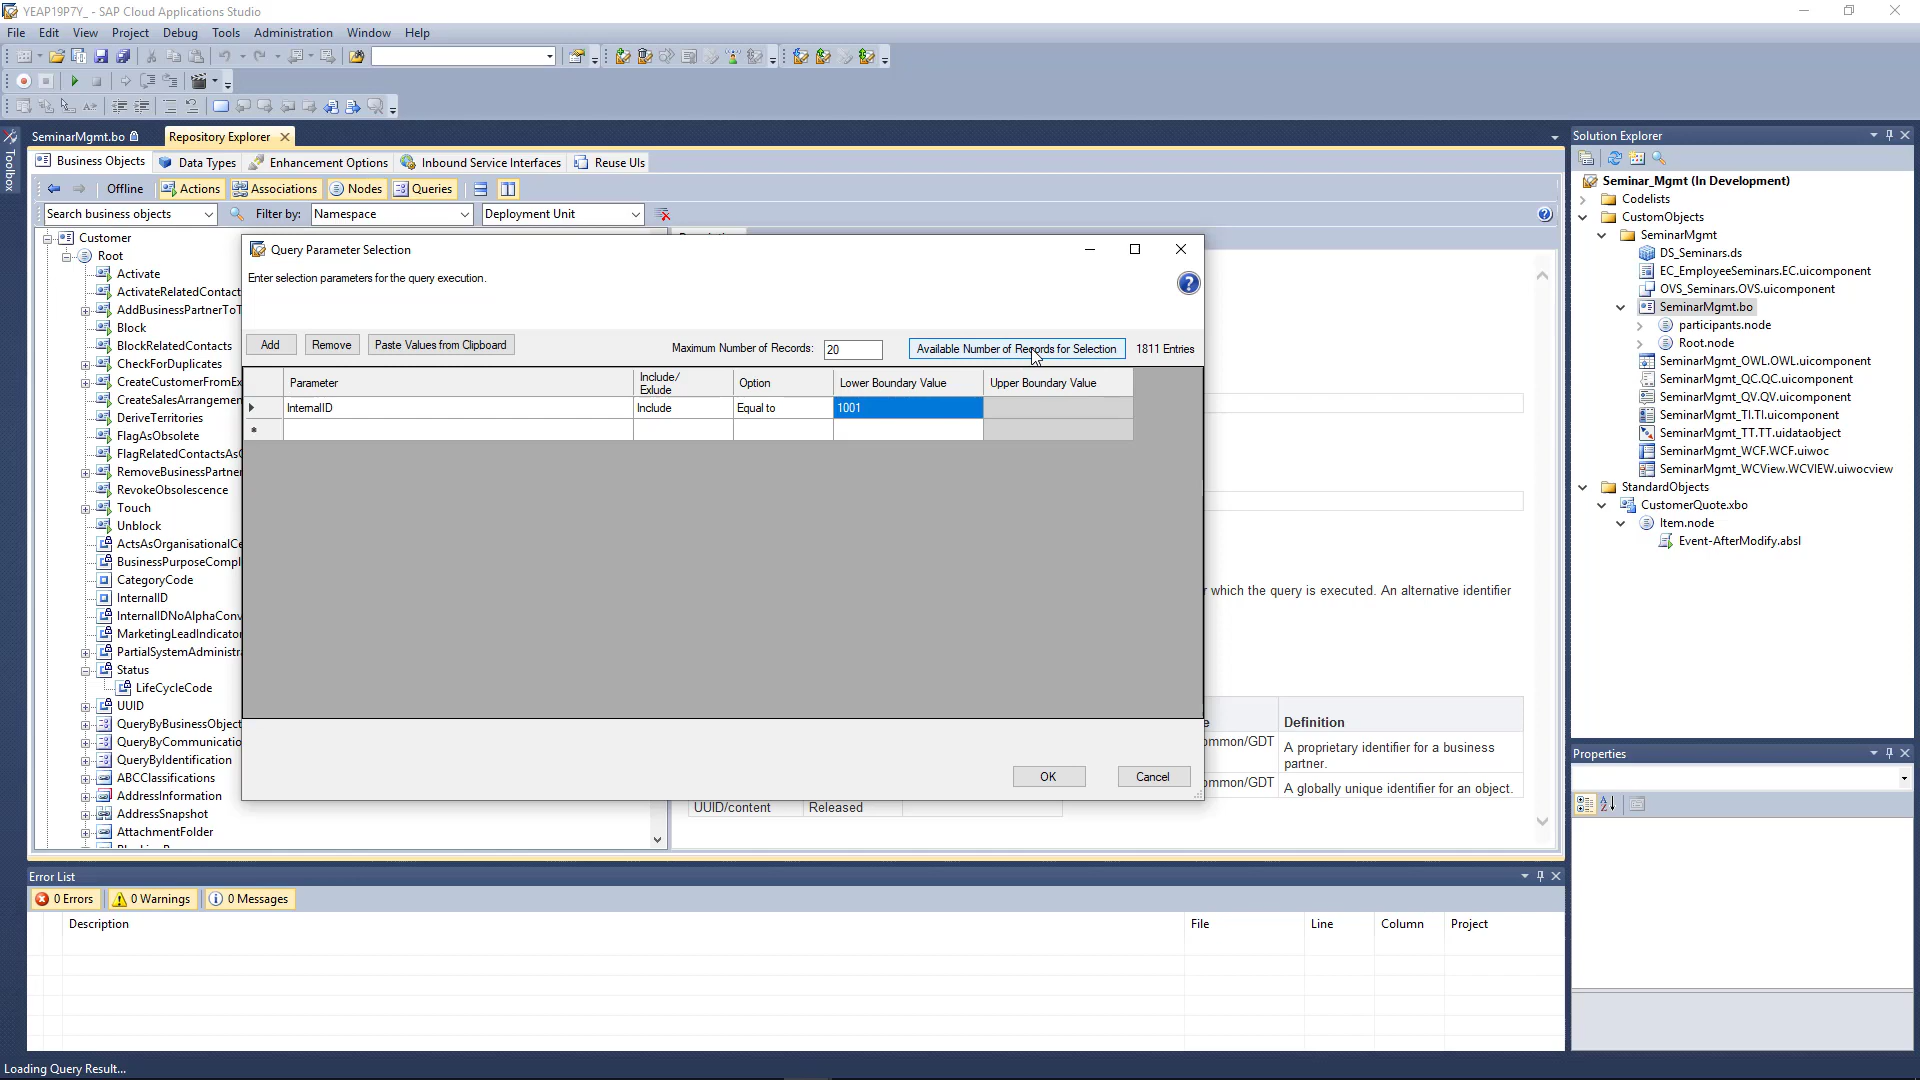 YEAP19P7Y_ - SAP Cloud Applications Studio
File Edit View Project Debug Tools Administration Window Help
SeminarMgmt.bo
Repository Explorer
Business Objects Data Types Enhancement Options Inbound Service Interfaces Reuse UIs
Offline Actions Associations Nodes Queries
Search business objects Filter by: Namespace Deployment Unit
Toolbox
Customer
Root
Activate
ActivateRelatedContact
AddBusinessPartnerToT
Block
BlockRelatedContacts
CheckForDuplicates
CreateCustomerFromEx
CreateSalesArrangemen
DeriveTerritories
FlagAsObsolete
FlagRelatedContactsAsO
RemoveBusinessPartner
RevokeObsolescence
Touch
Unblock
ActsAsOrganisationalCe
BusinessPurposeCompl
CategoryCode
InternalID
InternalIDNoAlphaConv
MarketingLeadIndicator
PartialSystemAdministra
Status
LifeCycleCode
UUID
QueryByBusinessObject
QueryByCommunicatio
QueryByIdentification
ABCClassifications
AddressInformation
AddressSnapshot
AttachmentFolder
Query Parameter Selection
Enter selection parameters for the query execution.
Add Remove Paste Values from Clipboard Maximum Number of Records: 20 Available Number of Records for Selection 1811 Entries
Parameter Include/ Exlude Option Lower Boundary Value Upper Boundary Value
InternalID Include Equal to 1001
OK Cancel
r which the query is executed. An alternative identifier
Definition
ommon/GDT A proprietary identifier for a business
partner.
ommon/GDT A globally unique identifier for an object.
UUID/content Released
Solution Explorer
Seminar_Mgmt (In Development)
Codelists
CustomObjects
SeminarMgmt
DS_Seminars.ds
EC_EmployeeSeminars.EC.uicomponent
OVS_Seminars.OVS.uicomponent
SeminarMgmt.bo
participants.node
Root.node
SeminarMgmt_OWL.OWL.uicomponent
SeminarMgmt_QC.QC.uicomponent
SeminarMgmt_QV.QV.uicomponent
SeminarMgmt_TI.TI.uicomponent
SeminarMgmt_TT.TT.uidataobject
SeminarMgmt_WCF.WCF.uiwoc
SeminarMgmt_WCView.WCVIEW.uiwocview
StandardObjects
CustomerQuote.xbo
Item.node
Event-AfterModify.absl
Properties
Error List
0 Errors 0 Warnings 0 Messages
Description File Line Column Project
Loading Query Result...